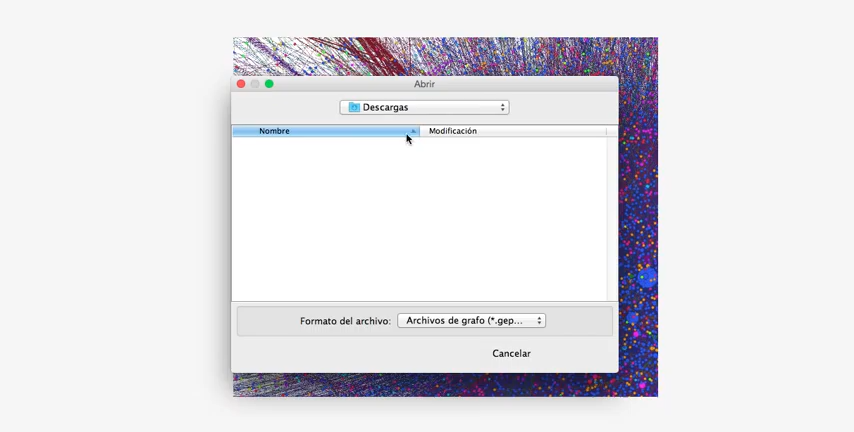 Abrir
Descargas
Nombre Modificación
Formato del archivo: Archivos de grafo (*.gep...
Cancelar